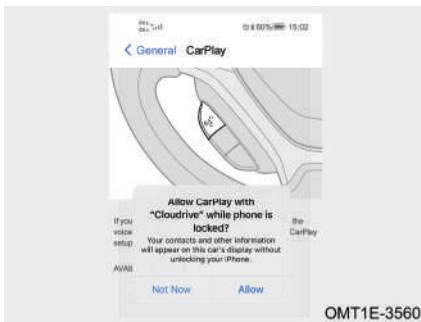 60% 15:02
General CarPlay
Allow CarPlay with
"Cloudrive" while phone is
locked?
Your contacts and other information
will appear on this car's display without
unlocking your iPhone.
If you
the
voice
CarPlay
setup
AVAIL
Not Now Allow
OMT1E-3560